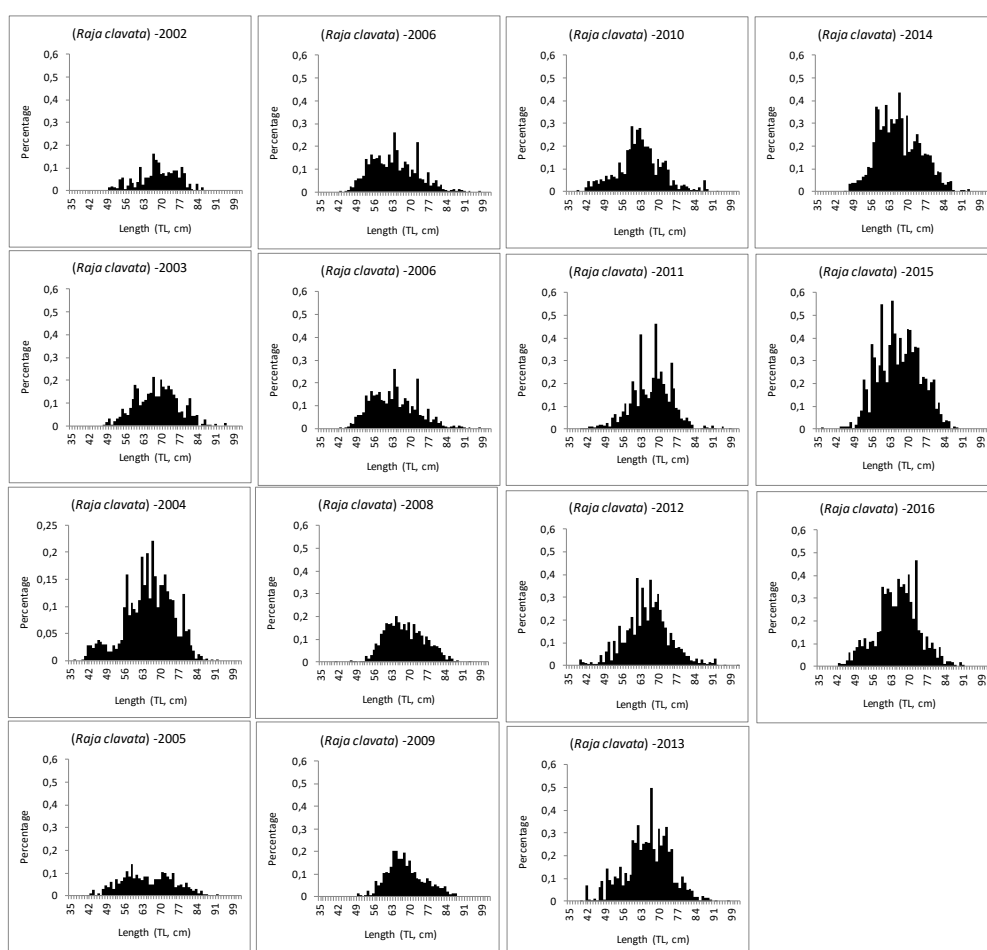 (Raja clavata) -2002
0,6
0,5
0,4
0,3
0,2
0,1
0
Percentage
35 42 49 56 63 70 77 84 91 99
Length (TL, cm)
(Raja clavata) -2006
0,6
0,5
0,4
0,3
0,2
0,1
0
Percentage
35 42 49 56 63 70 77 84 91 99
Length (TL, cm)
(Raja clavata) -2010
0,6
0,5
0,4
0,3
0,2
0,1
0
Percentage
35 42 49 56 63 70 77 84 91 99
Length (TL, cm)
(Raja clavata) -2014
0,6
0,5
0,4
0,3
0,2
0,1
0
Percentage
35 42 49 56 63 70 77 84 91 99
Length (TL, cm)
(Raja clavata) -2003
0,6
0,5
0,4
0,3
0,2
0,1
0
Percentage
35 42 49 56 63 70 77 84 91 99
Length (TL, cm)
(Raja clavata) -2006
0,6
0,5
0,4
0,3
0,2
0,1
0
Percentage
35 42 49 56 63 70 77 84 91 99
Length (TL, cm)
(Raja clavata) -2011
0,6
0,5
0,4
0,3
0,2
0,1
0
Percentage
35 42 49 56 63 70 77 84 91 99
Length (TL, cm)
(Raja clavata) -2015
0,6
0,5
0,4
0,3
0,2
0,1
0
Percentage
35 42 49 56 63 70 77 84 91 99
Length (TL, cm)
(Raja clavata) -2004
0,25
0,2
0,15
0,1
0,05
0
Percentage
35 42 49 56 63 70 77 84 91 99
Length (TL, cm)
(Raja clavata) -2008
0,6
0,5
0,4
0,3
0,2
0,1
0
Percentage
35 42 49 56 63 70 77 84 91 99
Length (TL, cm)
(Raja clavata) -2012
0,6
0,5
0,4
0,3
0,2
0,1
0
Percentage
35 42 49 56 63 70 77 84 91 99
Length (TL, cm)
(Raja clavata) -2016
0,6
0,5
0,4
0,3
0,2
0,1
0
Percentage
35 42 49 56 63 70 77 84 91 99
Length (TL, cm)
(Raja clavata) -2005
0,6
0,5
0,4
0,3
0,2
0,1
0
Percentage
35 42 49 56 63 70 77 84 91 99
Length (TL, cm)
(Raja clavata) -2009
0,6
0,5
0,4
0,3
0,2
0,1
0
Percentage
35 42 49 56 63 70 77 84 91 99
Length (TL, cm)
(Raja clavata) -2013
0,6
0,5
0,4
0,3
0,2
0,1
0
Percentage
35 42 49 56 63 70 77 84 91 99
Length (TL, cm)